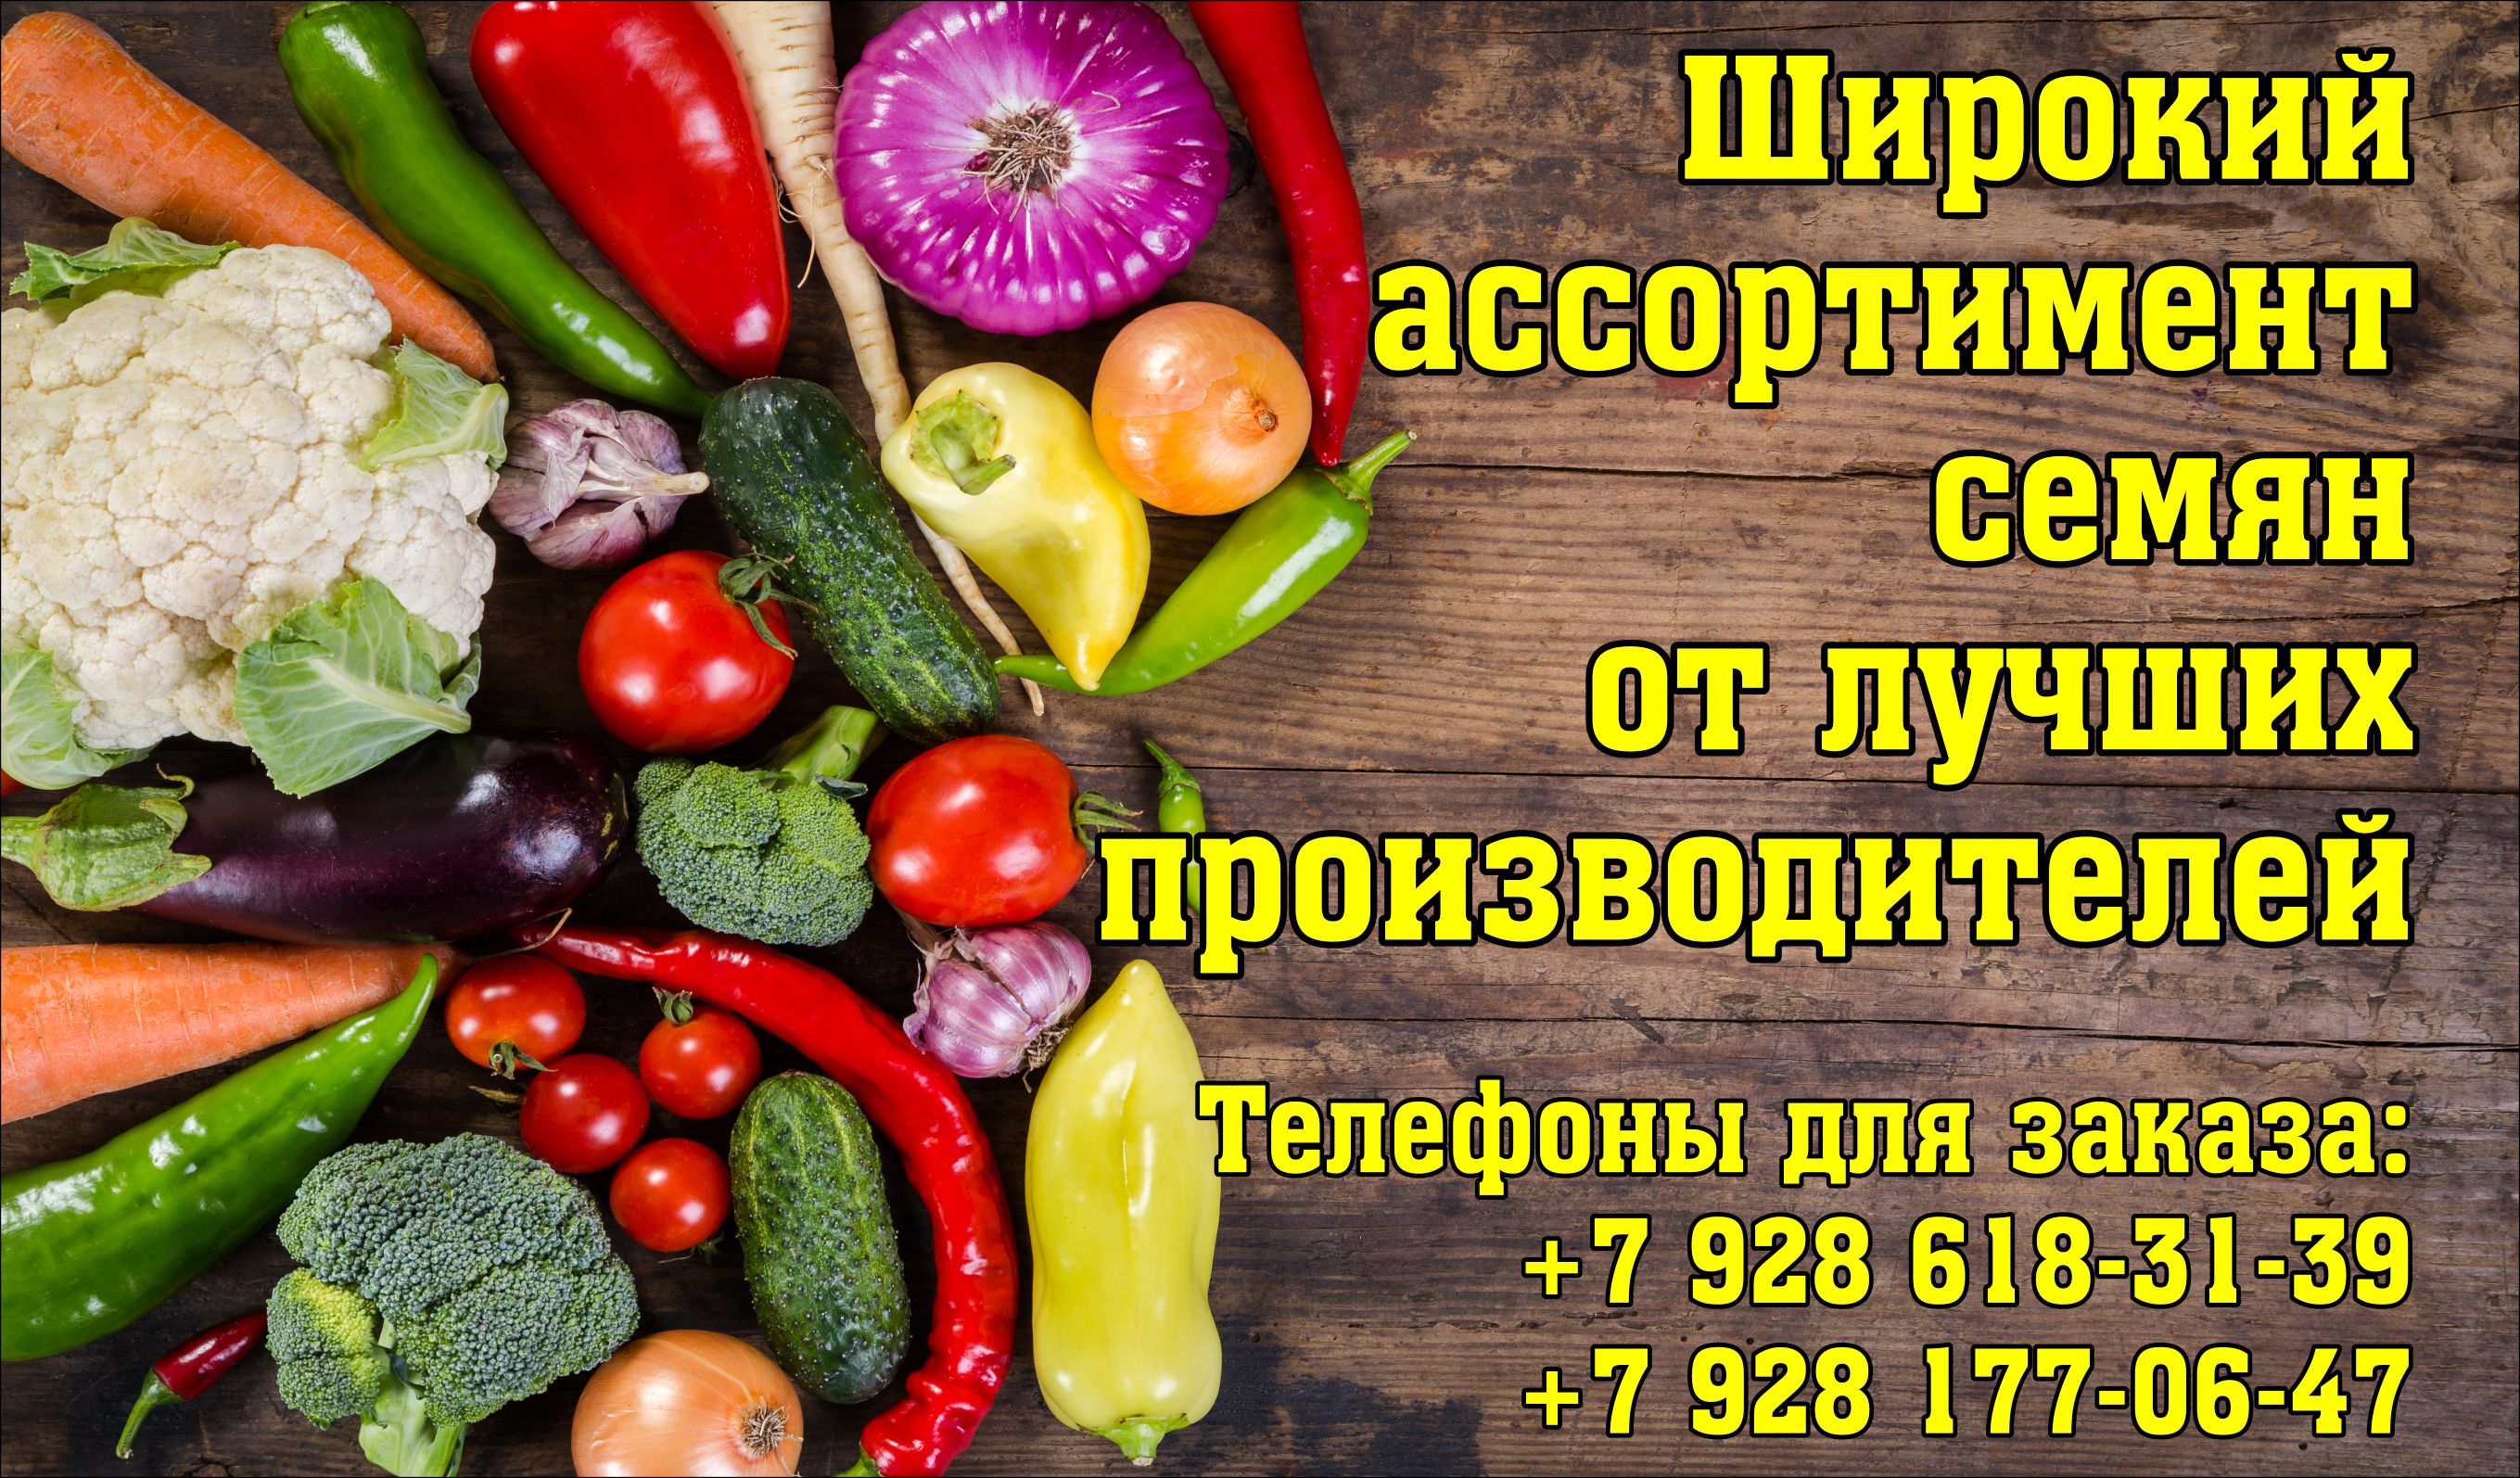 Широкий
ассортимент
семян
от лучших
производителей
Телефоны для заказа:
+7 928 618-31-39
+7 928 177-06-47